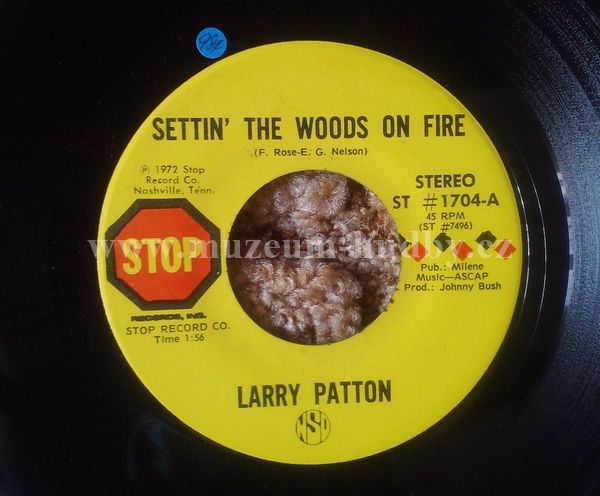 SETTIN' THE WOODS ON FIRE
(F. Rose-E. G. Nelson)
℗ 1972 Stop
Record Co.
Nashville, Tenn.
STEREO
ST #1704-A
45 RPM
(ST #7496)
STOP
www.muzeum-hudby.cz
Pub.: Milene
Music—ASCAP
Prod.: Johnny Bush
RECORDS, INC.
STOP RECORD CO.
Time 1:56
LARRY PATTON
NSD